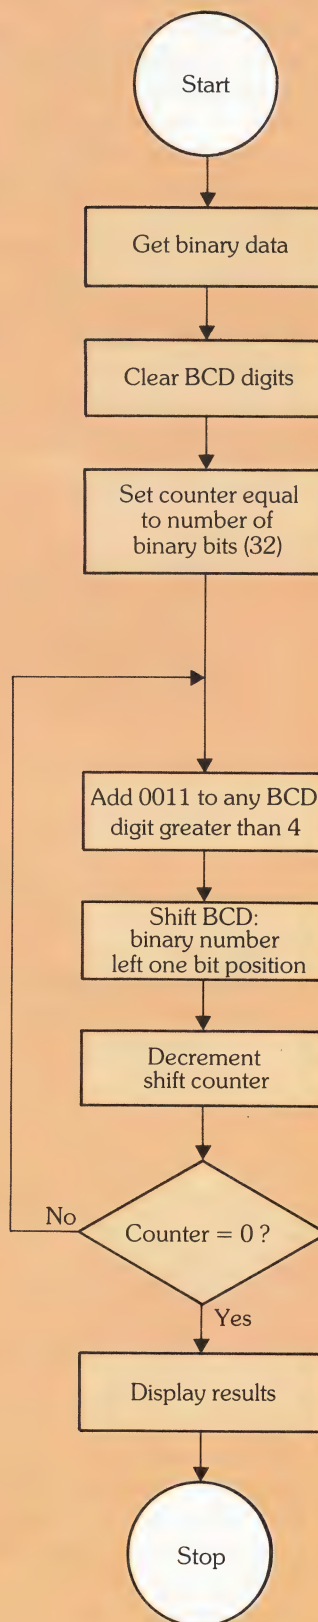 Start
Get binary data
Clear BCD digits
Set counter equal
to number of
binary bits (32)
Add 0011 to any BCD
digit greater than 4
Shift BCD:
binary number
left one bit position
Decrement
shift counter
No
Counter = 0 ?
Yes
Display results
Stop